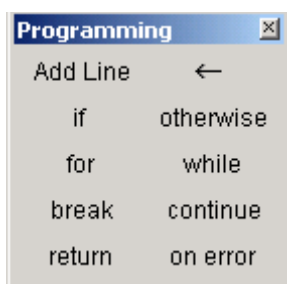 Programming
Add Line ←
if otherwise
for while
break continue
return on error